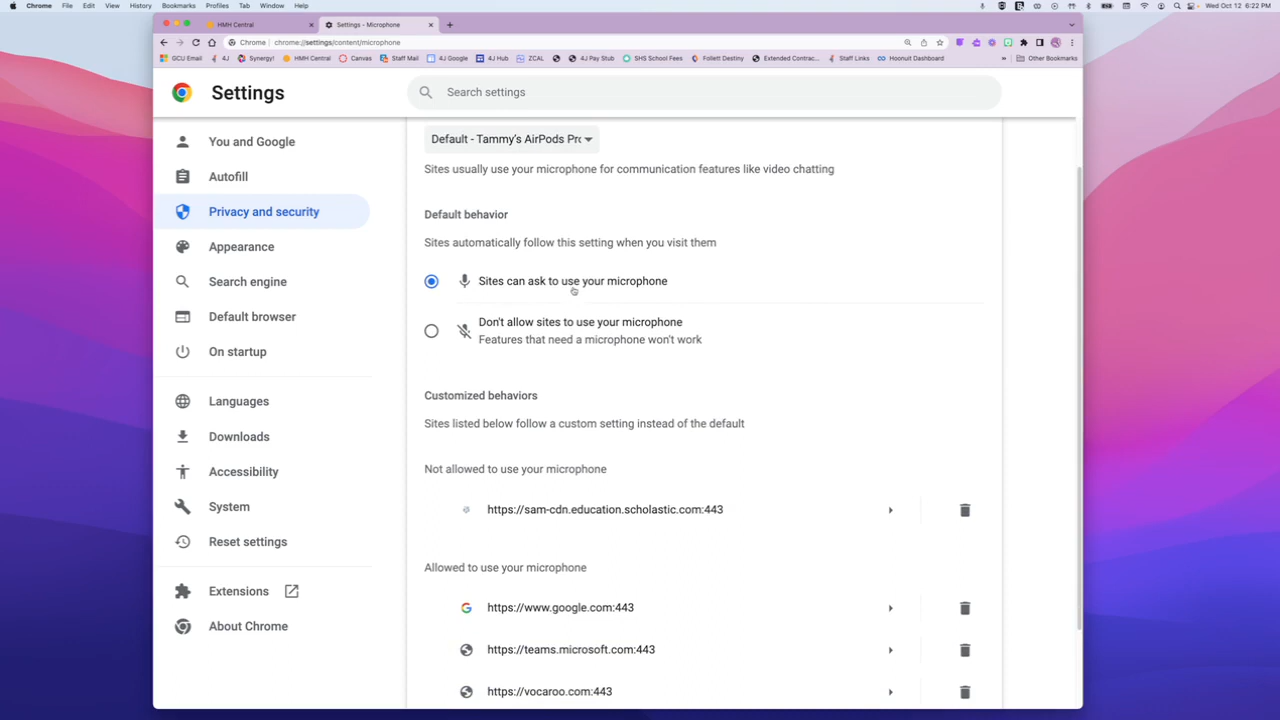 Chrome File Edit View History Bookmarks Profiles Tab Window Help Wed Oct 12 6:22 PM
HMH Central
Settings - Microphone
Chrome chrome://settings/content/microphone
GCU Email 4J Synergy! HMH Central Canvas Staff Mail 4J Google 4J Hub ZCAL 4J Pay Stub SHS School Fees Follett Destiny Extended Contrac... Staff Links Hoonuit Dashboard » Other Bookmarks
Settings
Search settings
You and Google
Autofill
Privacy and security
Appearance
Search engine
Default browser
On startup
Languages
Downloads
Accessibility
System
Reset settings
Extensions
About Chrome
Default - Tammy's AirPods Pro
Sites usually use your microphone for communication features like video chatting
Default behavior
Sites automatically follow this setting when you visit them
Sites can ask to use your microphone
Don't allow sites to use your microphone
Features that need a microphone won't work
Customized behaviors
Sites listed below follow a custom setting instead of the default
Not allowed to use your microphone
https://sam-cdn.education.scholastic.com:443
Allowed to use your microphone
https://www.google.com:443
https://teams.microsoft.com:443
https://vocaroo.com:443